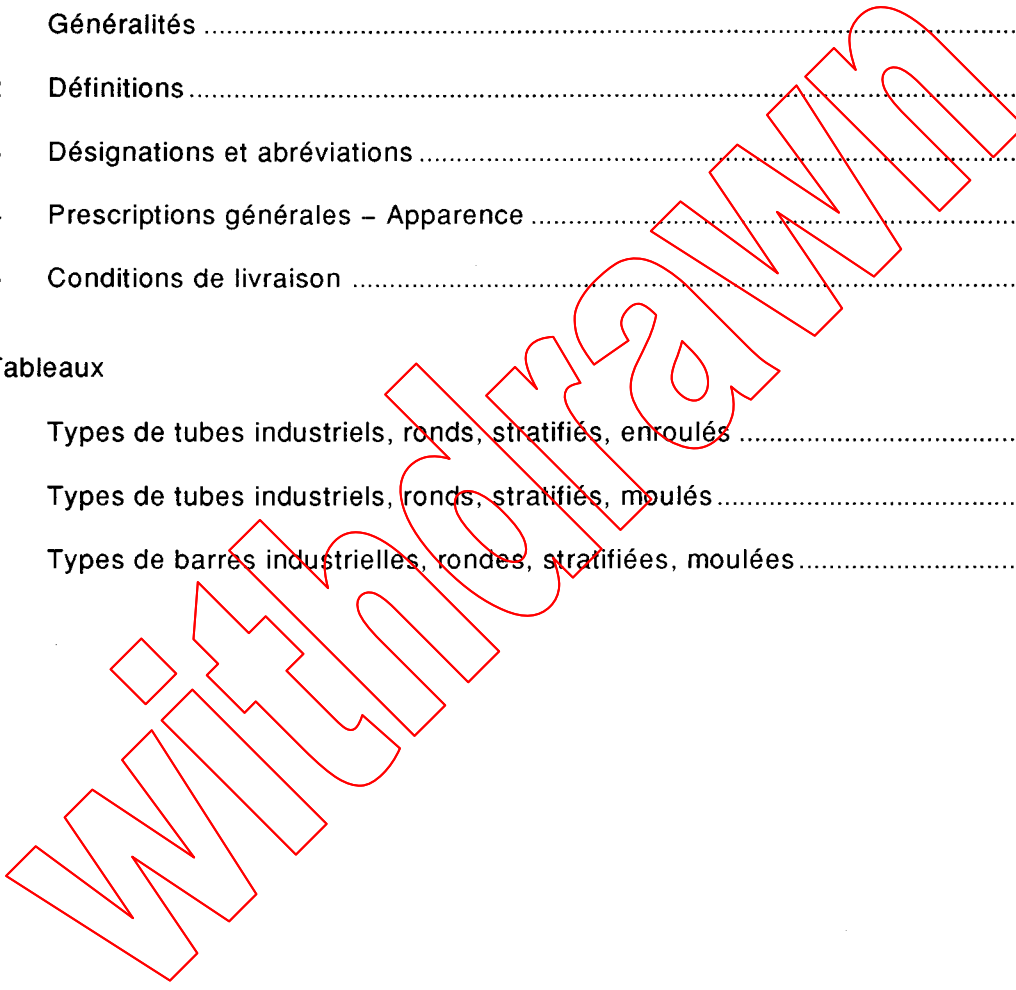 Généralités
2 Définitions
Désignations et abréviations
Prescriptions générales – Apparence
Conditions de livraison
Tableaux
Types de tubes industriels, ronds, stratifiés, enroulés
Types de tubes industriels, ronds, stratifiés, moulés
Types de barres industrielles, rondes, stratifiées, moulées
withdrawn